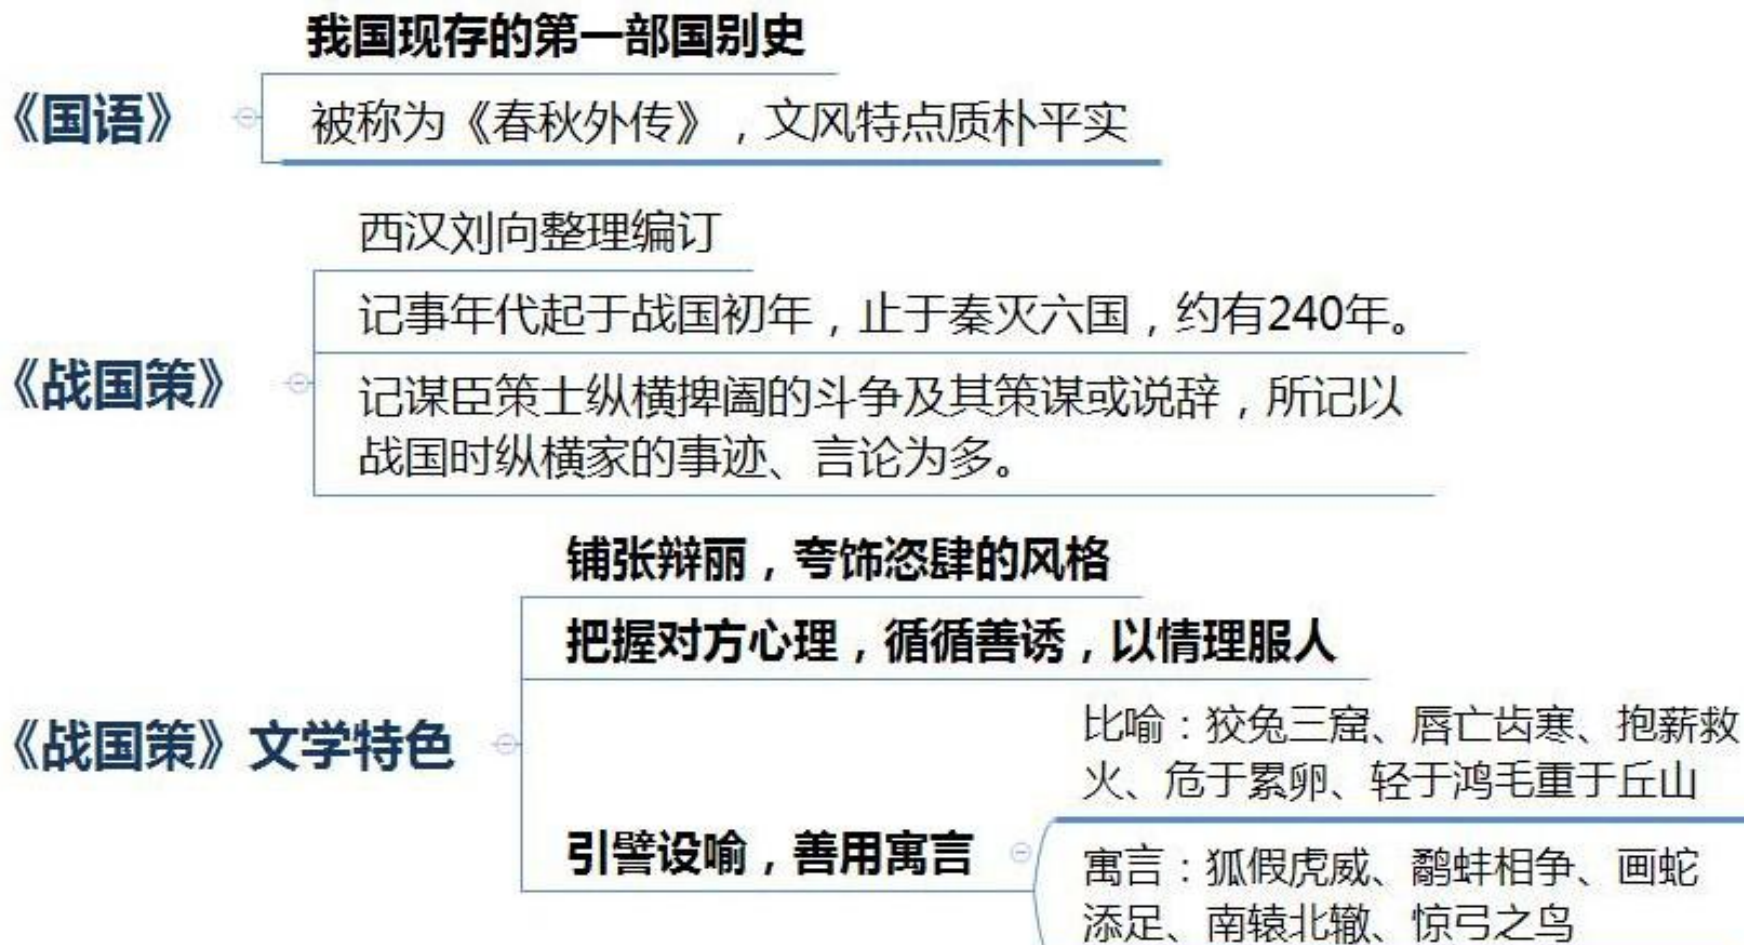 我国现存的第一部国别史
《国语》
被称为《春秋外传》，文风特点质朴平实
西汉刘向整理编订
记事年代起于战国初年，止于秦灭六国，约有240年。
《战国策》
记谋臣策士纵横捭阖的斗争及其策谋或说辞，所记以
战国时纵横家的事迹、言论为多。
铺张辩丽，夸饰恣肆的风格
把握对方心理，循循善诱，以情理服人
《战国策》文学特色
引譬设喻，善用寓言
比喻：狡兔三窟、唇亡齿寒、抱薪救
火、危于累卵、轻于鸿毛重于丘山
寓言：狐假虎威、鹬蚌相争、画蛇
添足、南辕北辙、惊弓之鸟